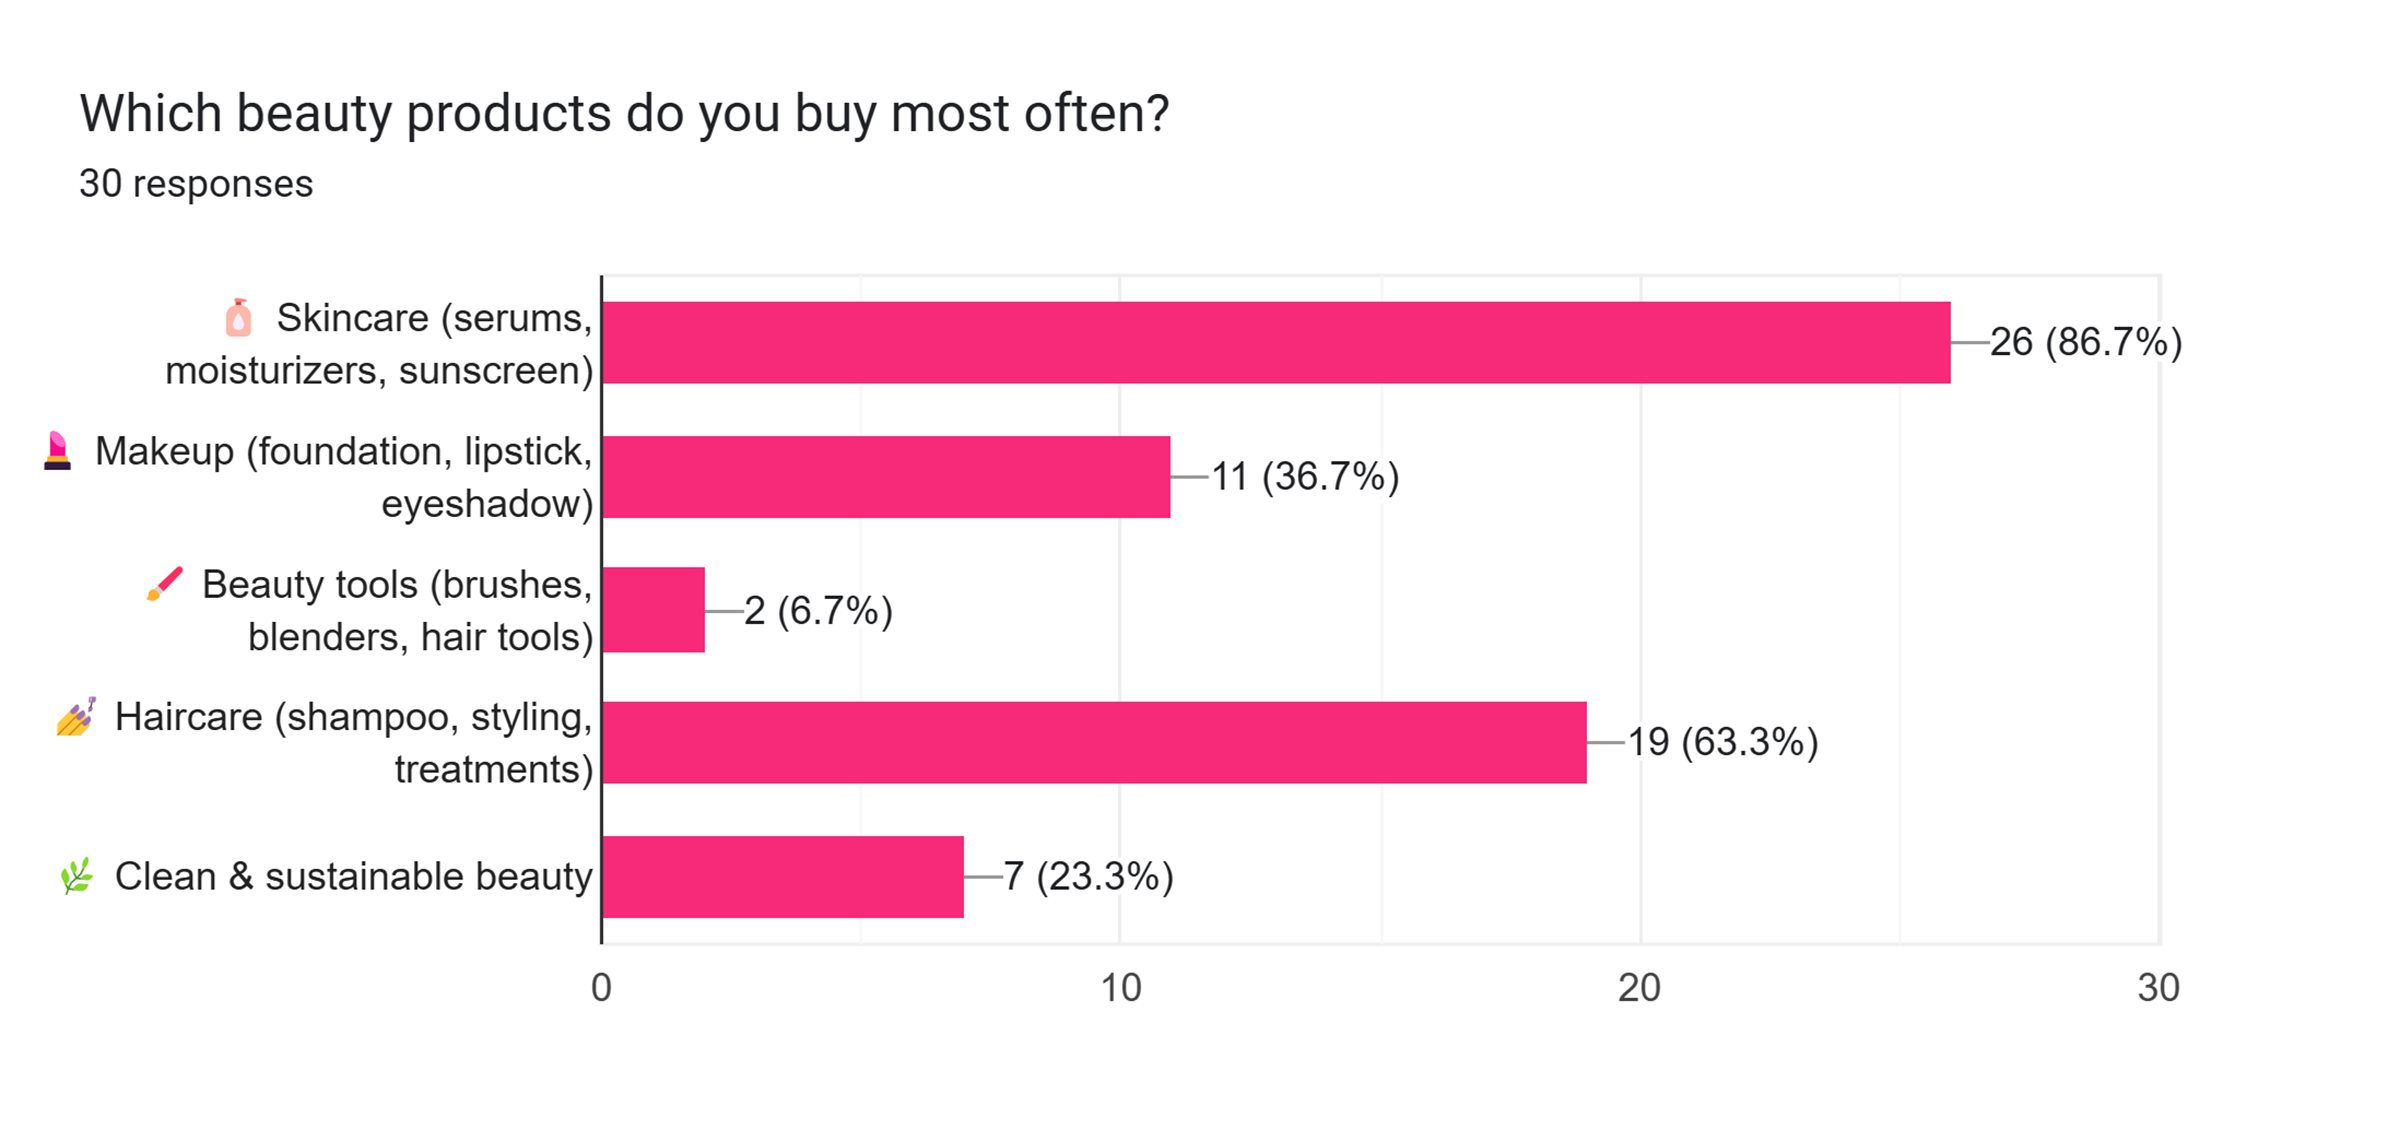 Which beauty products do you buy most often?
30 responses
Skincare (serums,
moisturizers, sunscreen)
26 (86.7%)
Makeup (foundation, lipstick,
eyeshadow)
11 (36.7%)
Beauty tools (brushes,
blenders, hair tools)
2 (6.7%)
Haircare (shampoo, styling,
treatments)
19 (63.3%)
Clean & sustainable beauty
7 (23.3%)
0 10 20 30